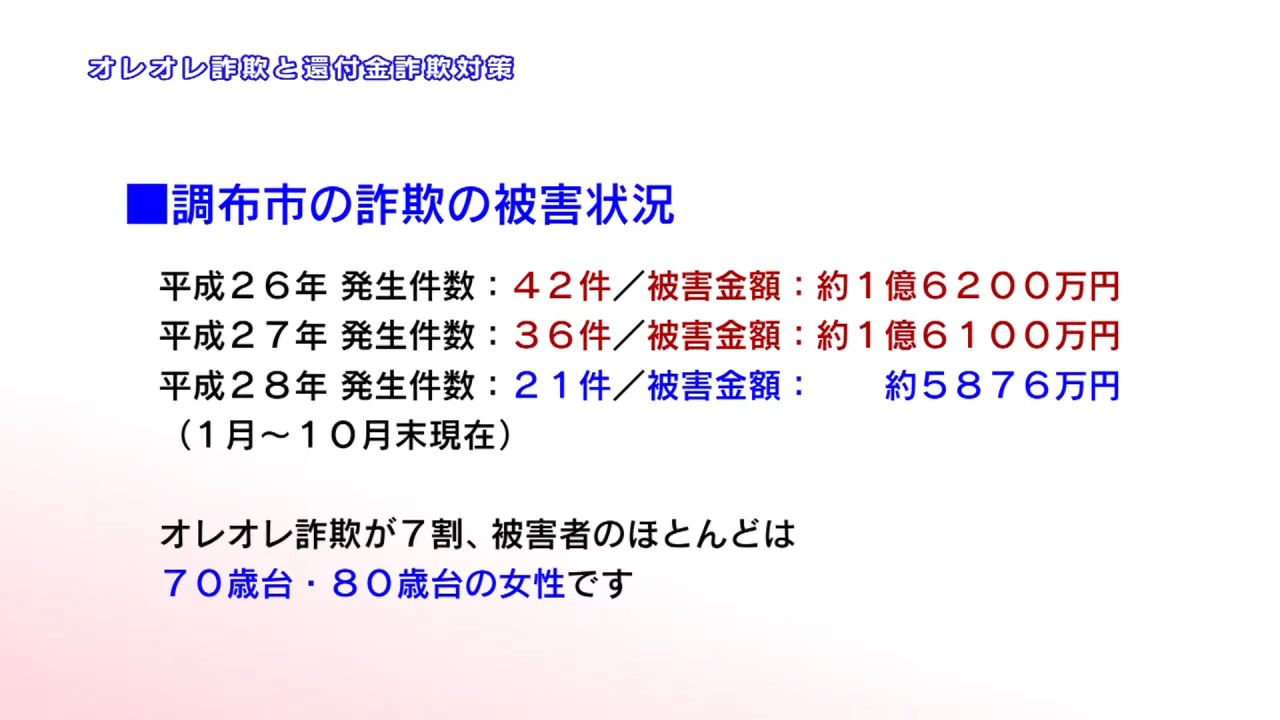 オレオレ詐欺と還付金詐欺対策
■調布市の詐欺の被害状況
平成２６年 発生件数：４２件／被害金額：約１億６２００万円
平成２７年 発生件数：３６件／被害金額：約１億６１００万円
平成２８年 発生件数：２１件／被害金額：　　約５８７６万円
（１月～１０月末現在）
オレオレ詐欺が７割、被害者のほとんどは
７０歳台・８０歳台の女性です